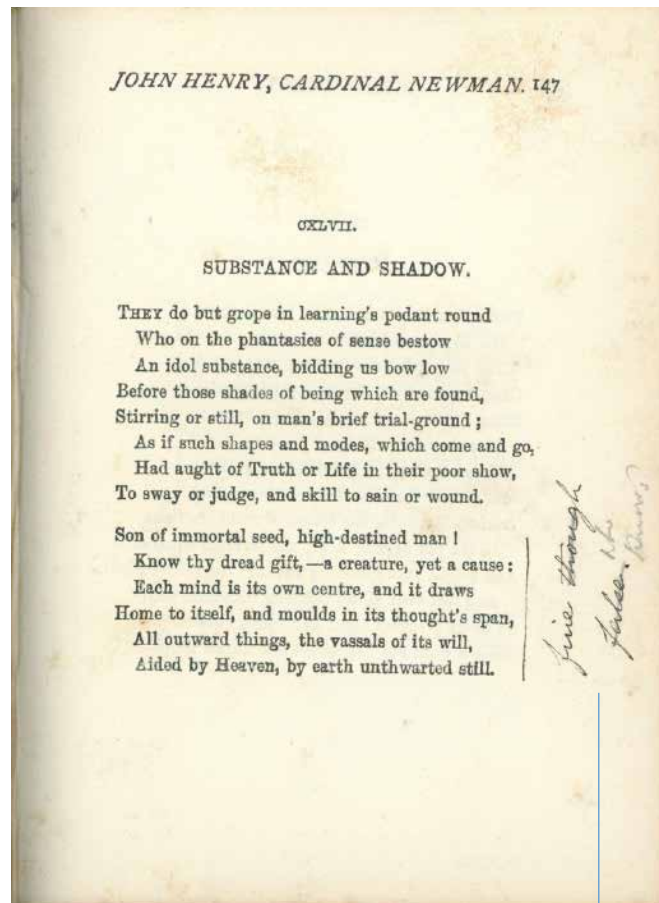 JOHN HENRY, CARDINAL NEWMAN. 147
CXLVII.
SUBSTANCE AND SHADOW.
THEY do but grope in learning's pedant round
Who on the phantasies of sense bestow
An idol substance, bidding us bow low
Before those shades of being which are found,
Stirring or still, on man's brief trial-ground ;
As if such shapes and modes, which come and go,
Had aught of Truth or Life in their poor show,
To sway or judge, and skill to sain or wound.
Son of immortal seed, high-destined man !
Know thy dread gift,—a creature, yet a cause :
Each mind is its own centre, and it draws
Home to itself, and moulds in its thought's span,
All outward things, the vassals of its will,
Aided by Heaven, by earth unthwarted still.
fine though
false.